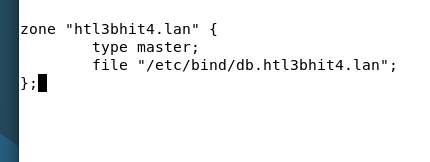 zone "htl3bhit4.lan" {
        type master;
        file "/etc/bind/db.htl3bhit4.lan";
};